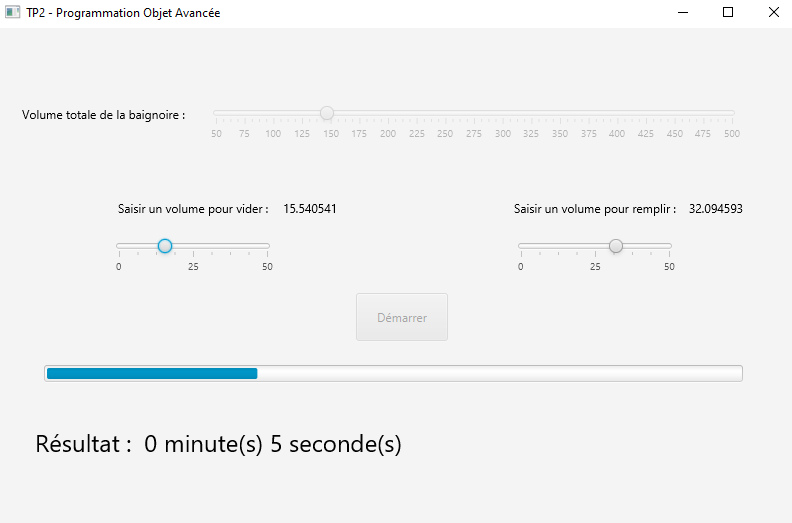 TP2 - Programmation Objet Avancée
Volume totale de la baignoire :
50 75 100 125 150 175 200 225 250 275 300 325 350 375 400 425 450 475 500
Saisir un volume pour vider : 15.540541
Saisir un volume pour remplir : 32.094593
0 25 50
0 25 50
Démarrer
Résultat : 0 minute(s) 5 seconde(s)